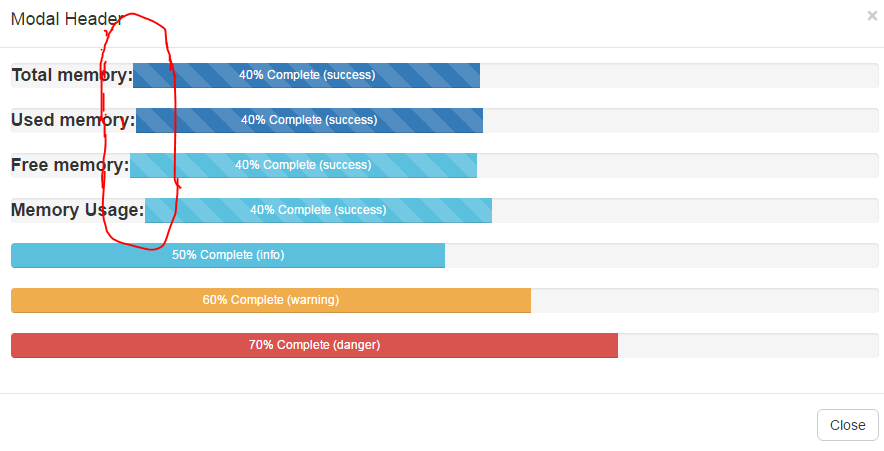 Modal Header ×
Total memory: 40% Complete (success)
Used memory: 40% Complete (success)
Free memory: 40% Complete (success)
Memory Usage: 40% Complete (success)
50% Complete (info)
60% Complete (warning)
70% Complete (danger)
Close